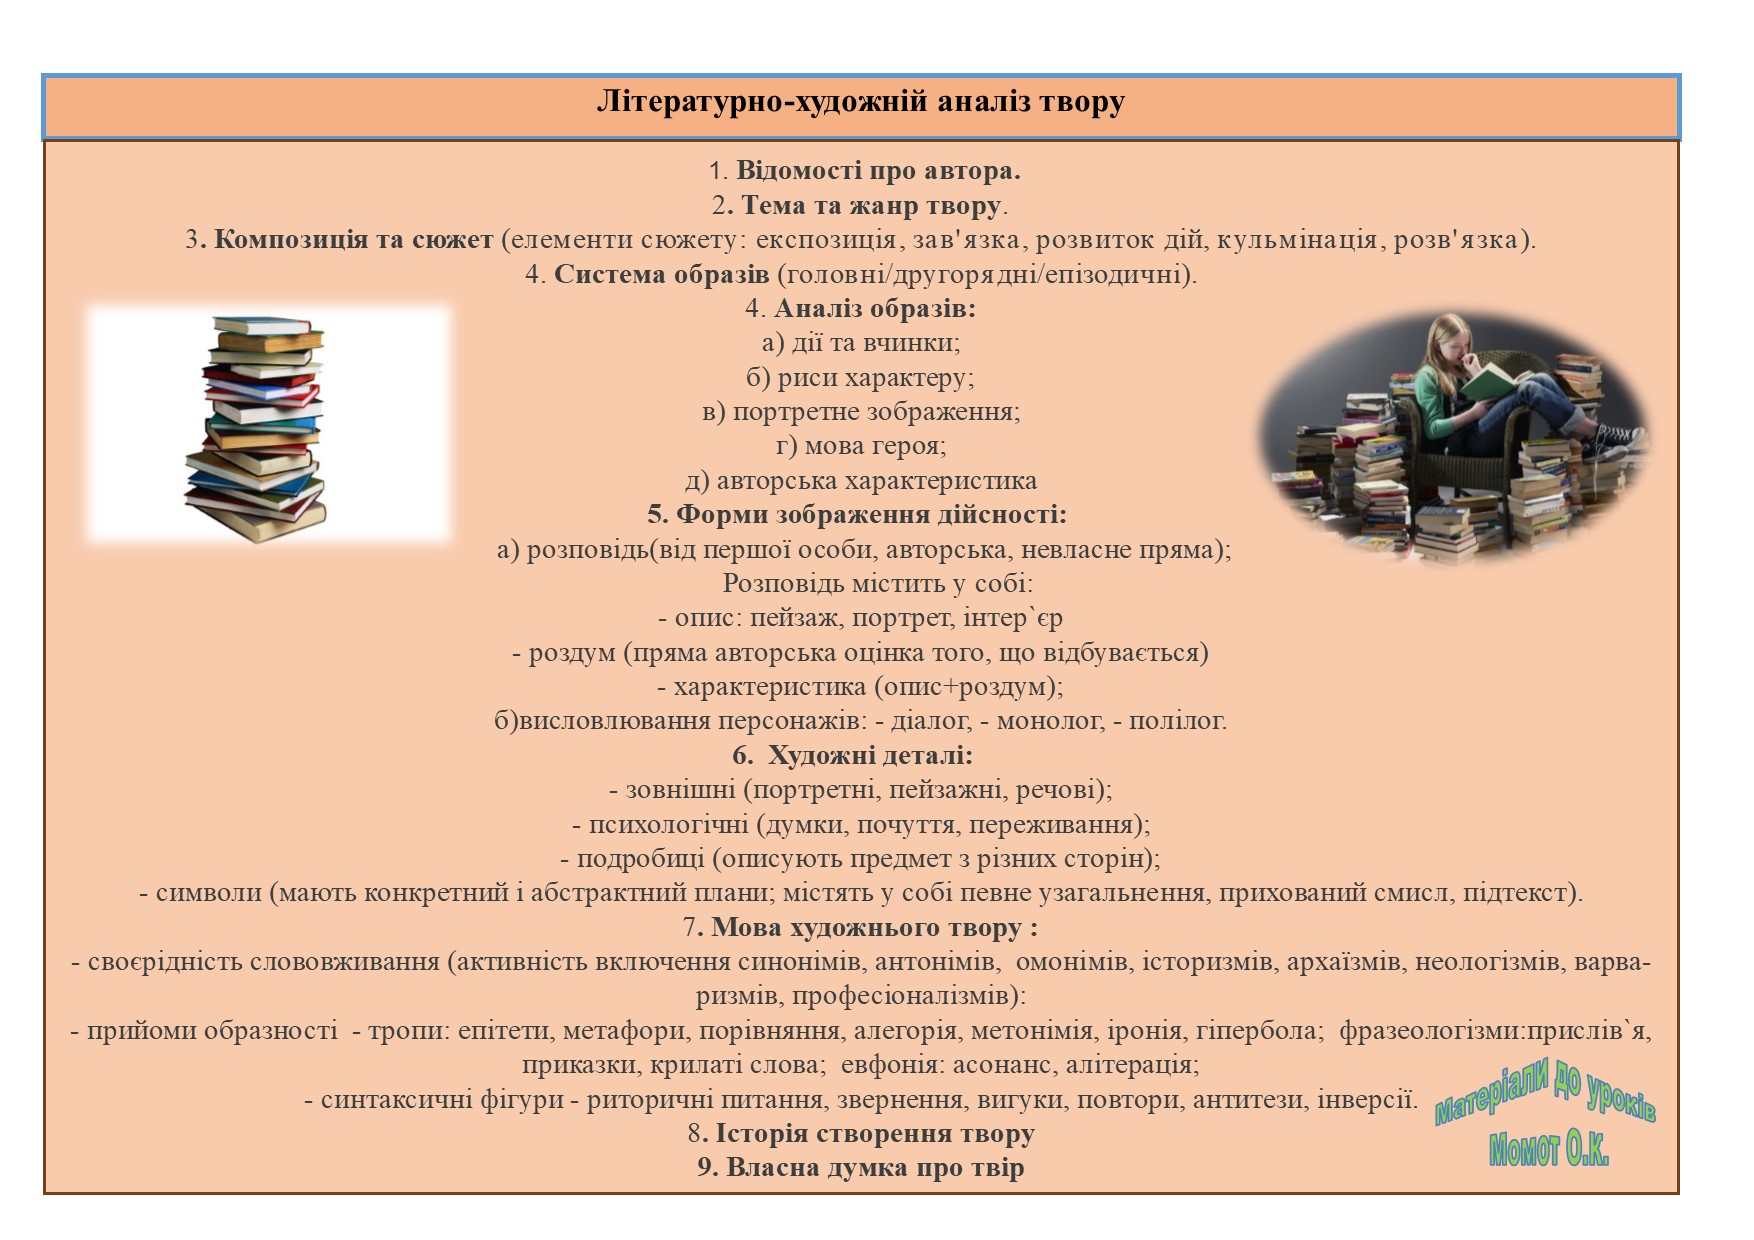 Літературно-художній аналіз твору
1. Відомості про автора.
2. Тема та жанр твору.
3. Композиція та сюжет (елементи сюжету: експозиція, зав'язка, розвиток дій, кульмінація, розв'язка).
4. Система образів (головні/другорядні/епізодичні).
4. Аналіз образів:
а) дії та вчинки;
б) риси характеру;
в) портретне зображення;
г) мова героя;
д) авторська характеристика
5. Форми зображення дійсності:
а) розповідь(від першої особи, авторська, невласне пряма);
Розповідь містить у собі:
- опис: пейзаж, портрет, інтер`єр
- роздум (пряма авторська оцінка того, що відбувається)
- характеристика (опис+роздум);
б)висловлювання персонажів: - діалог, - монолог, - полілог.
6. Художні деталі:
- зовнішні (портретні, пейзажні, речові);
- психологічні (думки, почуття, переживання);
- подробиці (описують предмет з різних сторін);
- символи (мають конкретний і абстрактний плани; містять у собі певне узагальнення, прихований смисл, підтекст).
7. Мова художнього твору :
- своєрідність слововживання (активність включення синонімів, антонімів, омонімів, історизмів, архаїзмів, неологізмів, варва-
ризмів, професіоналізмів):
- прийоми образності - тропи: епітети, метафори, порівняння, алегорія, метонімія, іронія, гіпербола; фразеологізми:прислів`я,
приказки, крилаті слова; евфонія: асонанс, алітерація;
- синтаксичні фігури - риторичні питання, звернення, вигуки, повтори, антитези, інверсії.
8. Історія створення твору
9. Власна думка про твір
Матеріали до уроків
Момот О.К.